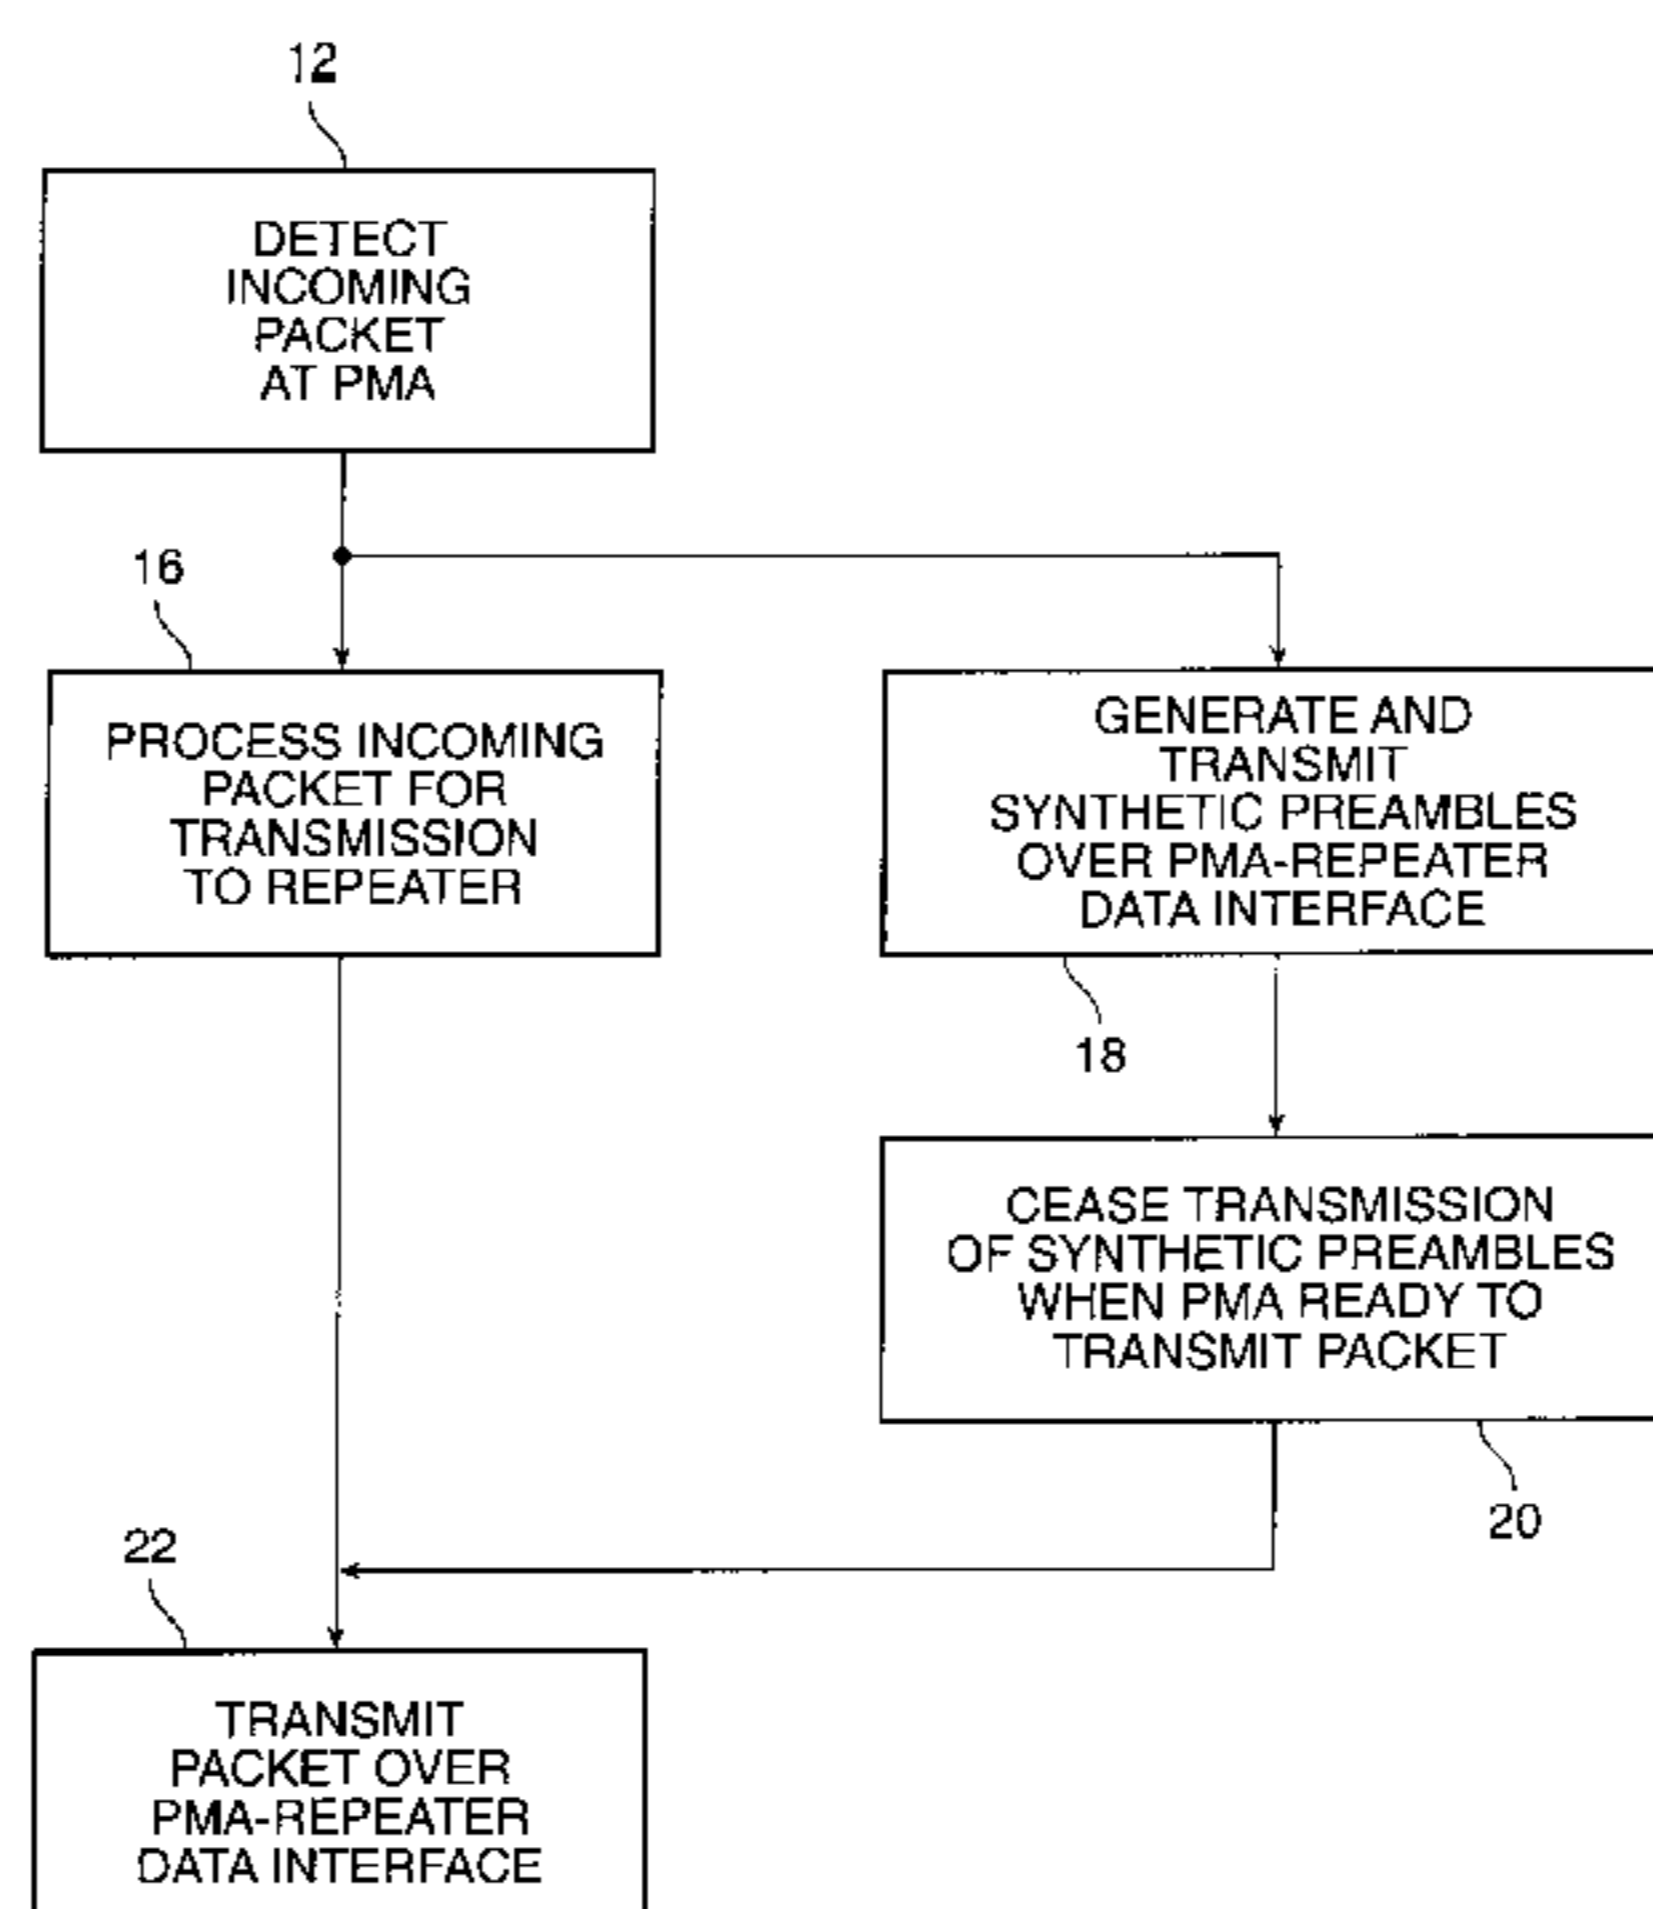 12
DETECT
INCOMING
PACKET
AT PMA
16
PROCESS INCOMING
PACKET FOR
TRANSMISSION
TO REPEATER
GENERATE AND
TRANSMIT
SYNTHETIC PREAMBLES
OVER PMA-REPEATER
DATA INTERFACE
18
CEASE TRANSMISSION
OF SYNTHETIC PREAMBLES
WHEN PMA READY TO
TRANSMIT PACKET
20
22
TRANSMIT
PACKET OVER
PMA-REPEATER
DATA INTERFACE